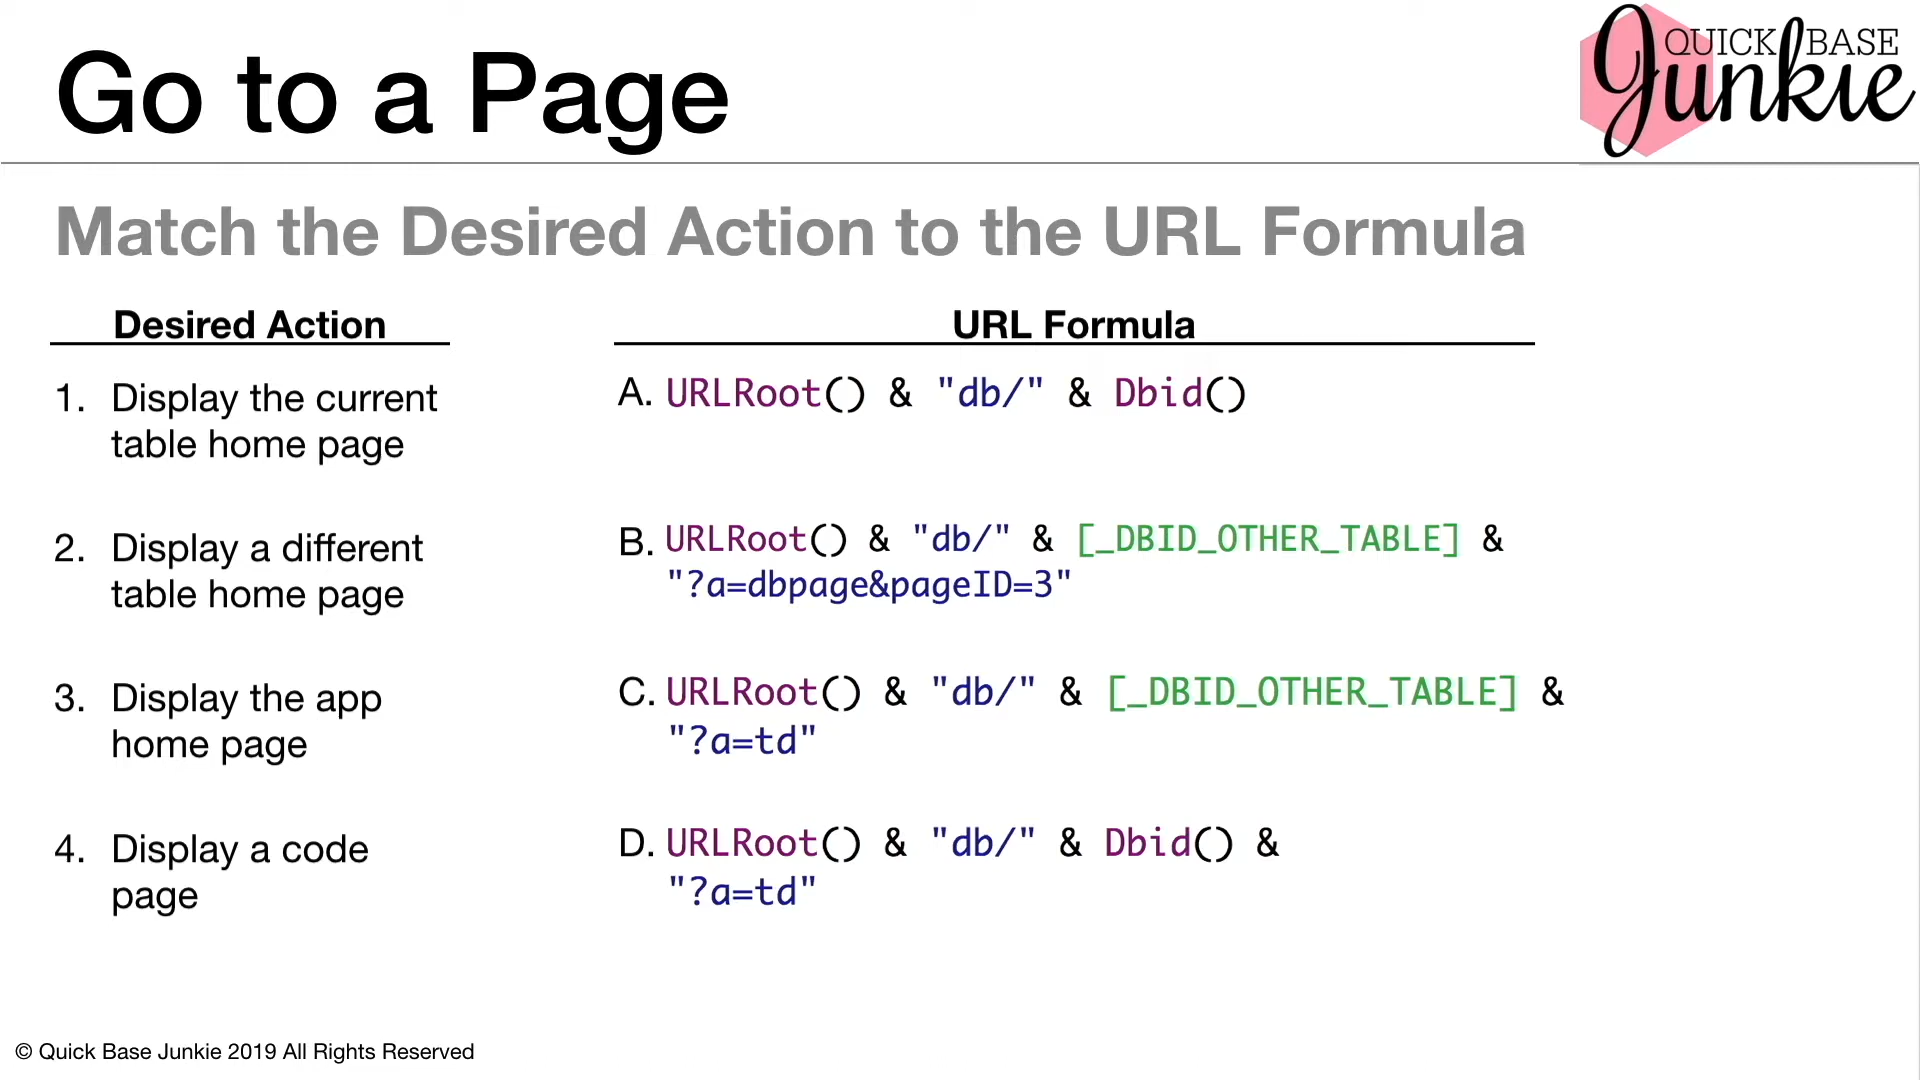 Go to a Page
QUICK BASE
Junkie
Match the Desired Action to the URL Formula
Desired Action
URL Formula
1. Display the current
table home page
A. URLRoot() & "db/" & Dbid()
2. Display a different
table home page
B. URLRoot() & "db/" & [_DBID_OTHER_TABLE] &
"?a=dbpage&pageID=3"
3. Display the app
home page
C. URLRoot() & "db/" & [_DBID_OTHER_TABLE] &
"?a=td"
4. Display a code
page
D. URLRoot() & "db/" & Dbid() &
"?a=td"
© Quick Base Junkie 2019 All Rights Reserved